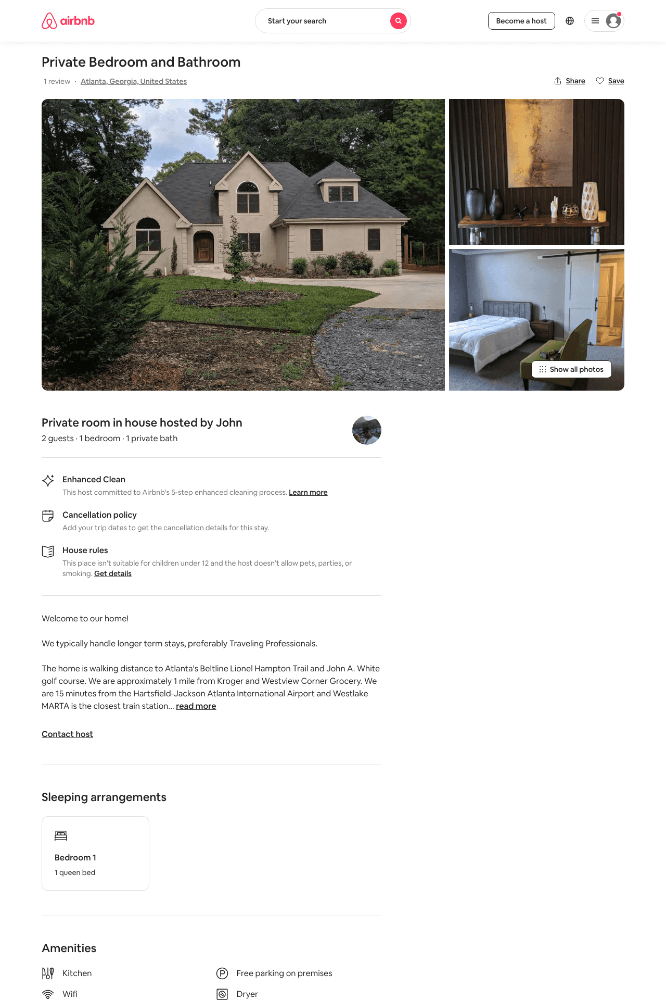 airbnb
Start your search
Become a host
Private Bedroom and Bathroom
1 review · Atlanta, Georgia, United States
Share
Save
Show all photos
Private room in house hosted by John
2 guests · 1 bedroom · 1 private bath
Enhanced Clean
This host committed to Airbnb's 5-step enhanced cleaning process. Learn more
Cancellation policy
Add your trip dates to get the cancellation details for this stay.
House rules
This place isn’t suitable for children under 12 and the host doesn’t allow pets, parties, or
smoking. Get details
Welcome to our home!
We typically handle longer term stays, preferably Traveling Professionals.
The home is walking distance to Atlanta's Beltline Lionel Hampton Trail and John A. White
golf course. We are approximately 1 mile from Kroger and Westview Corner Grocery. We
are 15 minutes from the Hartsfield-Jackson Atlanta International Airport and Westlake
MARTA is the closest train station... read more
Contact host
Sleeping arrangements
Bedroom 1
1 queen bed
Amenities
Kitchen
Free parking on premises
Wifi
Dryer